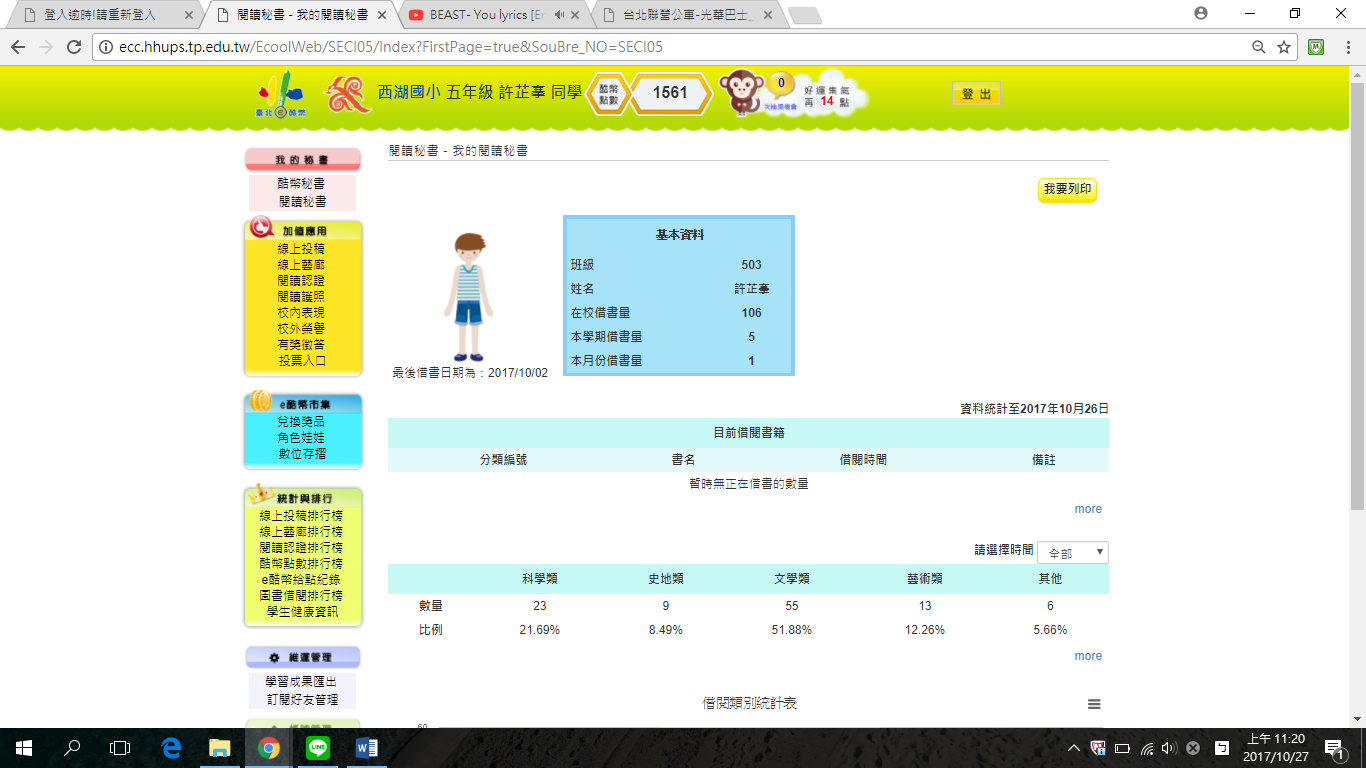 登入逾時!請重新登入
閱讀秘書 - 我的閱讀秘書
BEAST- You lyrics [En
台北聯營公車-光華巴士_
ecc.hhups.tp.edu.tw/EcoolWeb/SECI05/Index?FirstPage=true&SouBre_NO=SECI05
臺北e酷幣
西湖國小 五年級 許芷搴 同學
酷幣點數
1561
0
好運集氣
再 14 點
登 出
我的秘書
酷幣秘書
閱讀秘書
加值應用
線上投稿
線上藝廊
閱讀認證
閱讀護照
校內表現
校外榮譽
有獎徵答
投票入口
e酷幣市集
兌換獎品
角色娃娃
數位存摺
統計與排行
線上投稿排行榜
線上藝廊排行榜
閱讀認證排行榜
酷幣點數排行榜
e酷幣給點紀錄
圖書借閱排行榜
學生健康資訊
維運管理
學習成果匯出
訂閱好友管理
閱讀秘書 - 我的閱讀秘書
我要列印
最後借書日期為：2017/10/02
基本資料
班級 503
姓名 許芷搴
在校借書量 106
本學期借書量 5
本月份借書量 1
資料統計至2017年10月26日
目前借閱書籍
分類編號 書名 借閱時間 備註
暫時無正在借書的數量
more
請選擇時間 全部
科學類 史地類 文學類 藝術類 其他
數量 23 9 55 13 6
比例 21.69% 8.49% 51.88% 12.26% 5.66%
more
借閱類別統計表
60
上午 11:20
2017/10/27
1